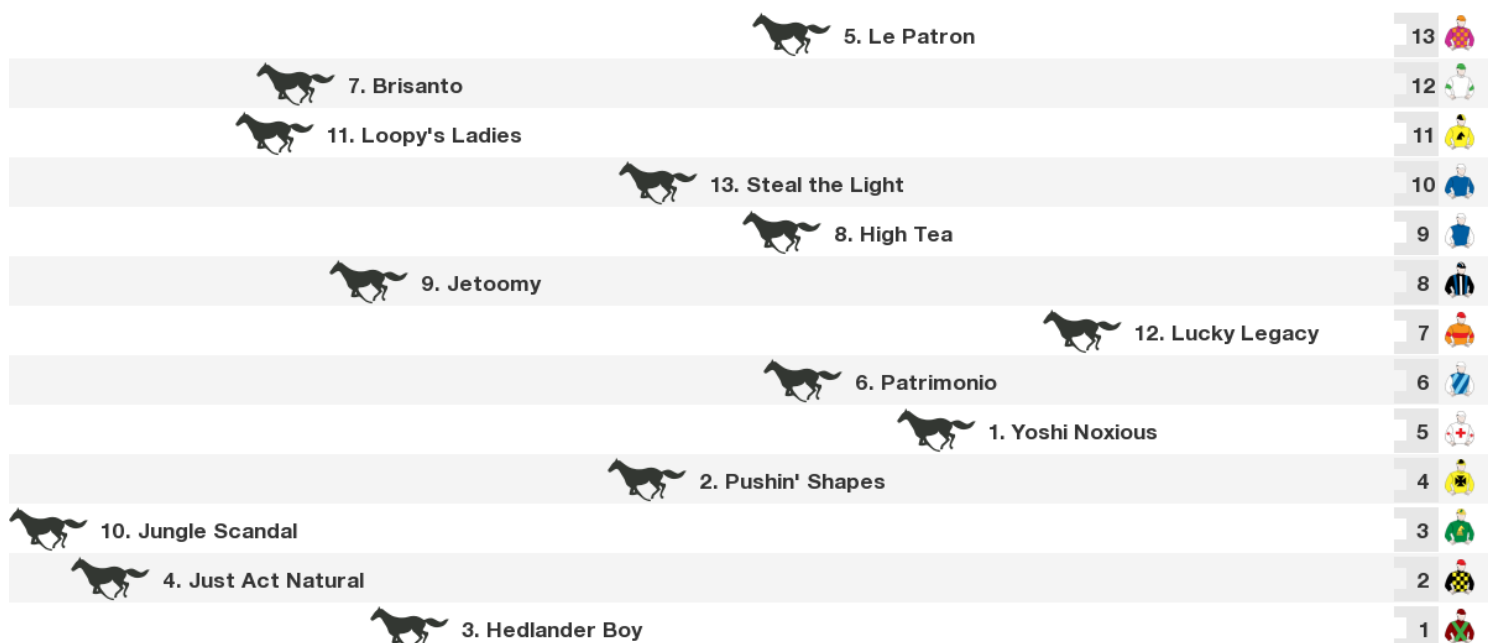 5. Le Patron 13
7. Brisanto 12
11. Loopy's Ladies 11
13. Steal the Light 10
8. High Tea 9
9. Jetoomy 8
12. Lucky Legacy 7
6. Patrimonio 6
1. Yoshi Noxious 5
2. Pushin' Shapes 4
10. Jungle Scandal 3
4. Just Act Natural 2
3. Hedlander Boy 1